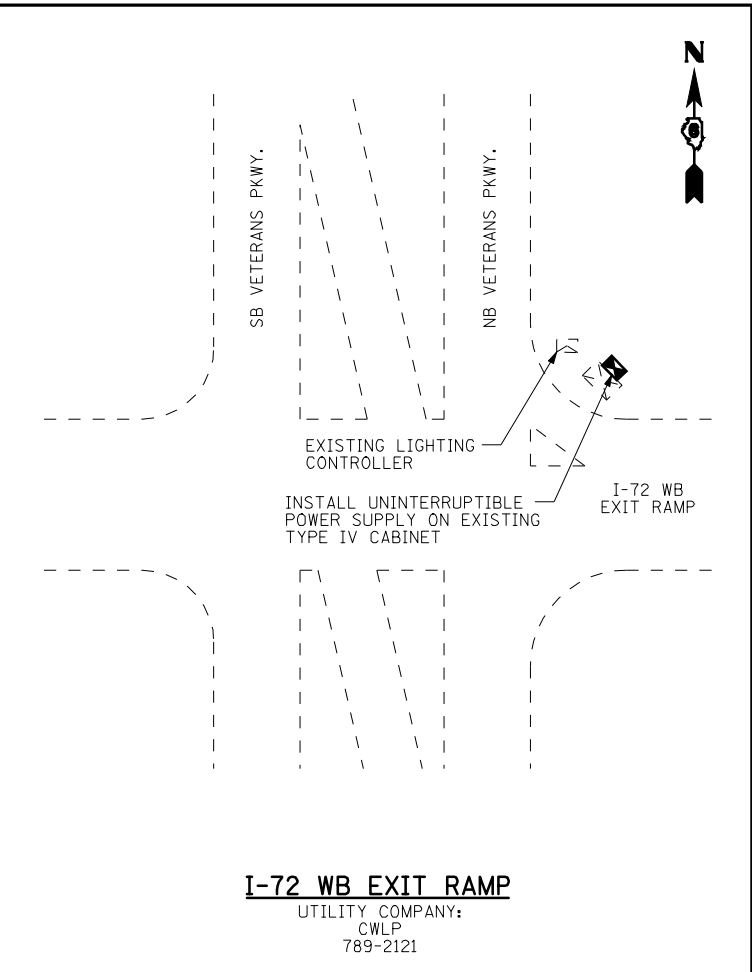 N
6
SB VETERANS PKWY.
NB VETERANS PKWY.
EXISTING LIGHTING
CONTROLLER
INSTALL UNINTERRUPTIBLE
POWER SUPPLY ON EXISTING
TYPE IV CABINET
I-72 WB
EXIT RAMP
I-72 WB EXIT RAMP
UTILITY COMPANY:
CWLP
789-2121